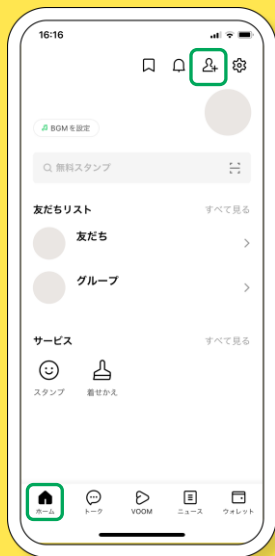 16:16
BGMを設定
無料スタンプ
友だちリスト すべて見る
友だち
グループ
サービス すべて見る
スタンプ 着せかえ
ホーム トーク VOOM ニュース ウォレット